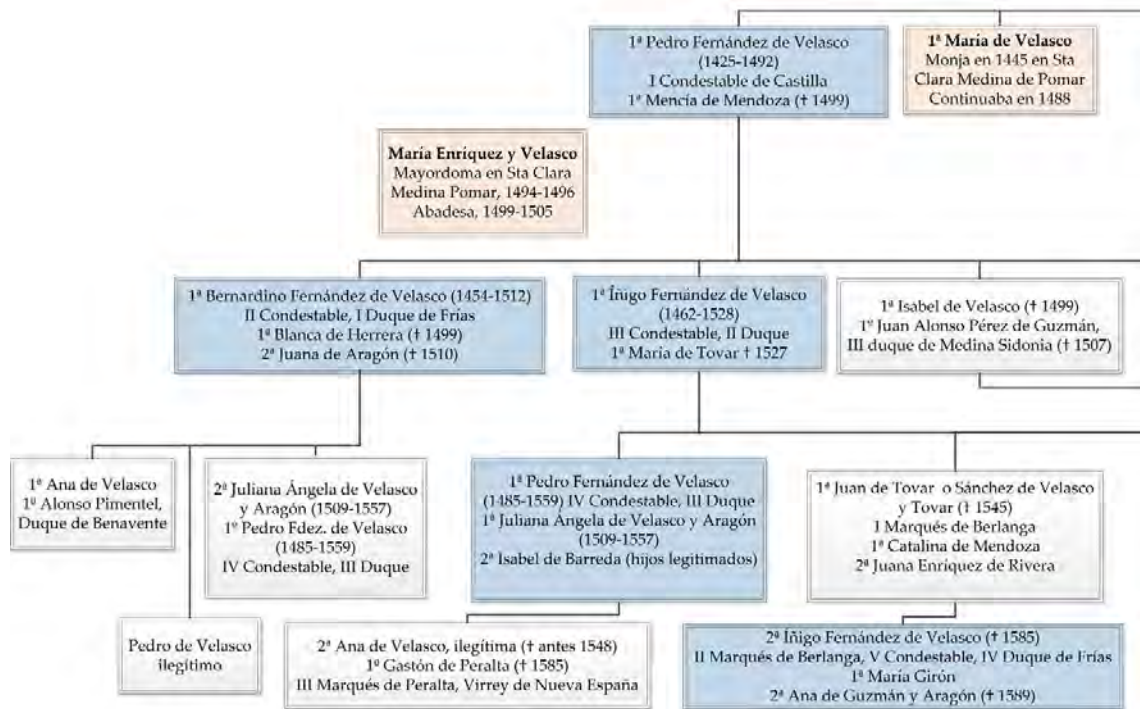 1ª Pedro Fernández de Velasco
(1425-1492)
I Condestable de Castilla
1ª Mencía de Mendoza († 1499)
1ª María de Velasco
Monja en 1445 en Sta
Clara Medina de Pomar
Continuaba en 1488
María Enríquez y Velasco
Mayordoma en Sta Clara
Medina Pomar, 1494-1496
Abadesa, 1499-1505
1ª Bernardino Fernández de Velasco (1454-1512)
II Condestable, I Duque de Frías
1ª Blanca de Herrera († 1499)
2ª Juana de Aragón († 1510)
1ª Íñigo Fernández de Velasco
(1462-1528)
III Condestable, II Duque
1ª María de Tovar † 1527
1ª Isabel de Velasco († 1499)
1º Juan Alonso Pérez de Guzmán,
III duque de Medina Sidonia († 1507)
1ª Ana de Velasco
1º Alonso Pimentel,
Duque de Benavente
2ª Juliana Ángela de Velasco
y Aragón (1509-1557)
1º Pedro Fdez. de Velasco
(1485-1559)
IV Condestable, III Duque
1ª Pedro Fernández de Velasco
(1485-1559) IV Condestable, III Duque
1ª Juliana Ángela de Velasco y Aragón
(1509-1557)
2ª Isabel de Barreda (hijos legitimados)
1ª Juan de Tovar o Sánchez de Velasco
y Tovar († 1545)
I Marqués de Berlanga
1ª Catalina de Mendoza
2ª Juana Enríquez de Rivera
Pedro de Velasco
ilegítimo
2ª Ana de Velasco, ilegítima († antes 1548)
1º Gastón de Peralta († 1585)
III Marqués de Peralta, Virrey de Nueva España
2ª Íñigo Fernández de Velasco († 1585)
II Marqués de Berlanga, V Condestable, IV Duque de Frías
1ª María Girón
2ª Ana de Guzmán y Aragón († 1589)